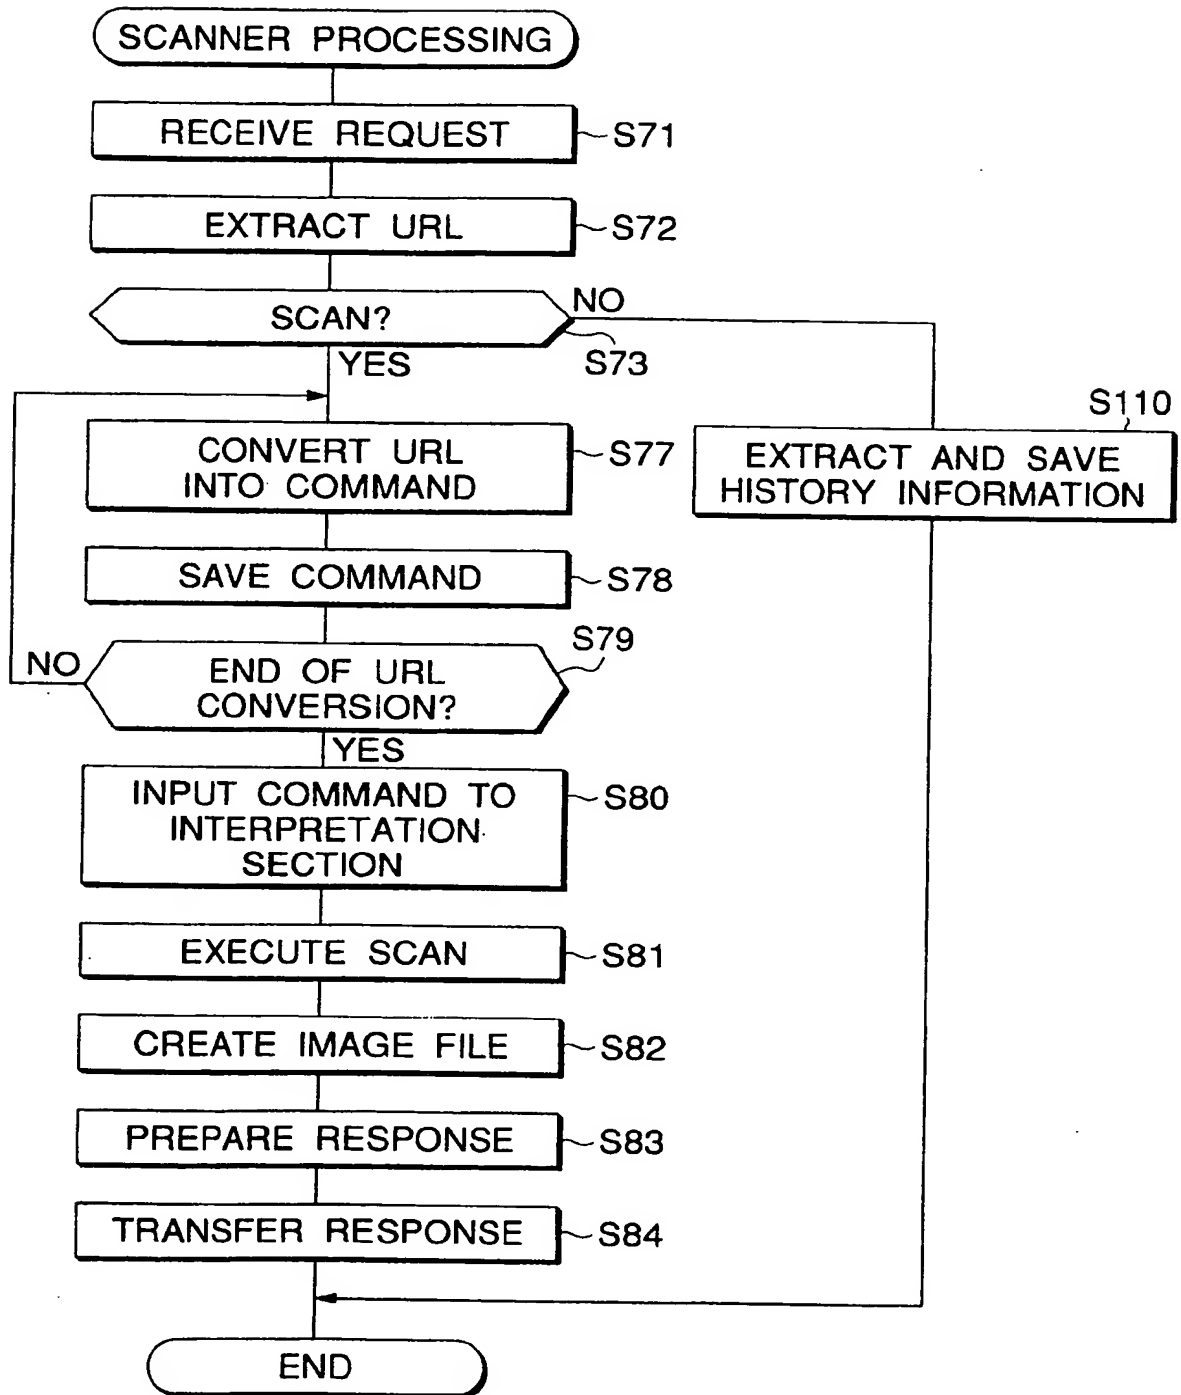 SCANNER PROCESSING
RECEIVE REQUEST
S71
EXTRACT URL
S72
SCAN?
NO
S73
YES
S110
CONVERT URL
INTO COMMAND
S77
EXTRACT AND SAVE
HISTORY INFORMATION
SAVE COMMAND
S78
S79
NO
END OF URL
CONVERSION?
YES
INPUT COMMAND TO
INTERPRETATION
SECTION
S80
EXECUTE SCAN
S81
CREATE IMAGE FILE
S82
PREPARE RESPONSE
S83
TRANSFER RESPONSE
S84
END